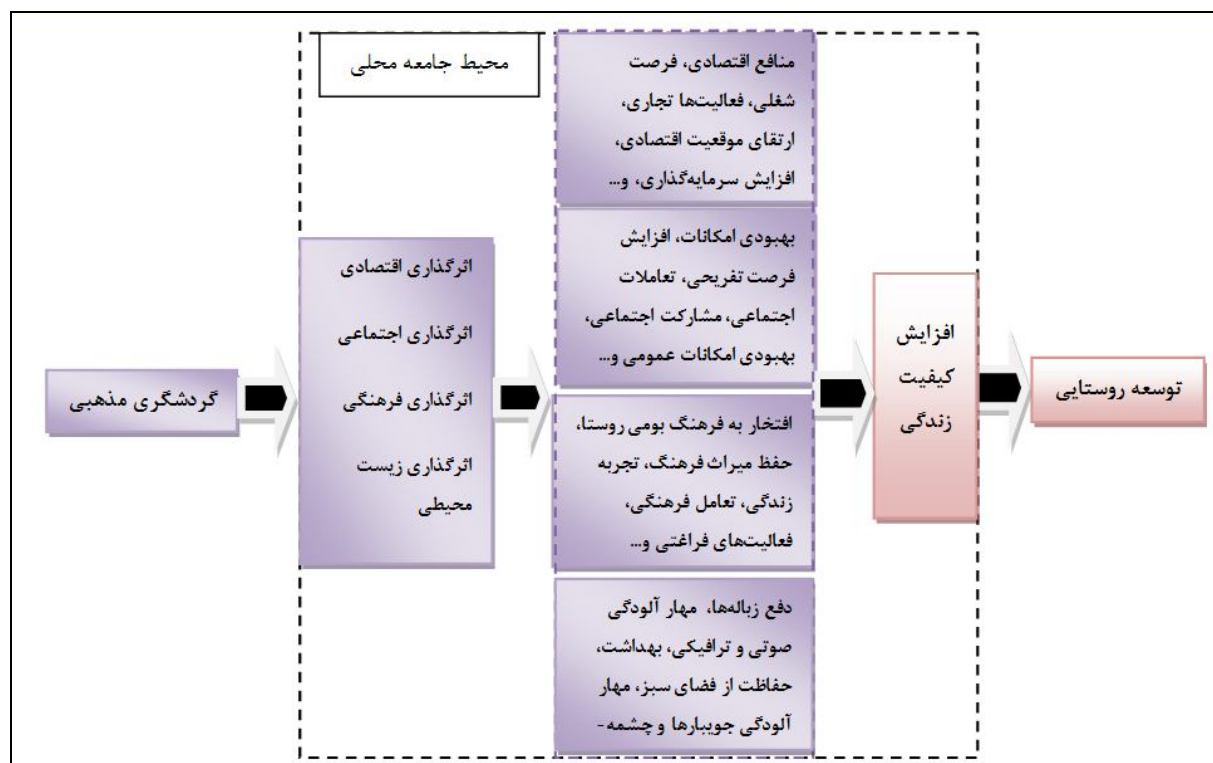 محیط جامعه محلی
گردشگری مذهبی
اثرگذاری اقتصادی
اثرگذاری اجتماعی
اثرگذاری فرهنگی
اثرگذاری زیست
محیطی
منافع اقتصادی، فرصت
شغلی، فعالیت‌ها تجاری،
ارتقای موقعیت اقتصادی،
افزایش سرمایه‌گذاری، و...
بهبودی امکانات، افزایش
فرصت تفریحی، تعاملات
اجتماعی، مشارکت اجتماعی،
بهبودی امکانات عمومی و...
افتخار به فرهنگ بومی روستا،
حفظ میراث فرهنگ، تجربه
زندگی، تعامل فرهنگی،
فعالیت‌های فراغتی و...
دفع زباله‌ها، مهار آلودگی
صوتی و ترافیکی، بهداشت،
حفاظت از فضای سبز، مهار
آلودگی جویبارها و چشمه-
افزایش
کیفیت
زندگی
توسعه روستایی